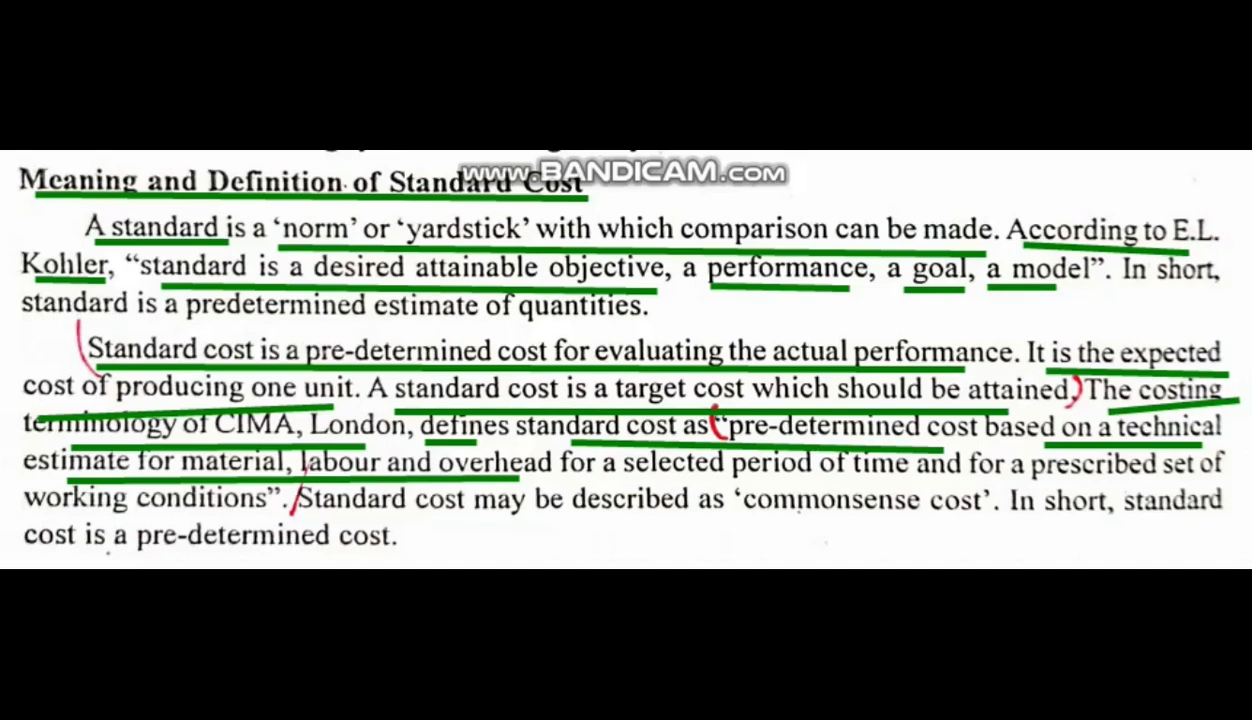 Meaning and Definition of Standard Cost
www.BANDICAM.com
A standard is a ‘norm’ or ‘yardstick’ with which comparison can be made. According to E.L.
Kohler, “standard is a desired attainable objective, a performance, a goal, a model”. In short,
standard is a predetermined estimate of quantities.
Standard cost is a pre-determined cost for evaluating the actual performance. It is the expected
cost of producing one unit. A standard cost is a target cost which should be attained. The costing
terminology of CIMA, London, defines standard cost as “pre-determined cost based on a technical
estimate for material, labour and overhead for a selected period of time and for a prescribed set of
working conditions”. Standard cost may be described as ‘commonsense cost’. In short, standard
cost is a pre-determined cost.